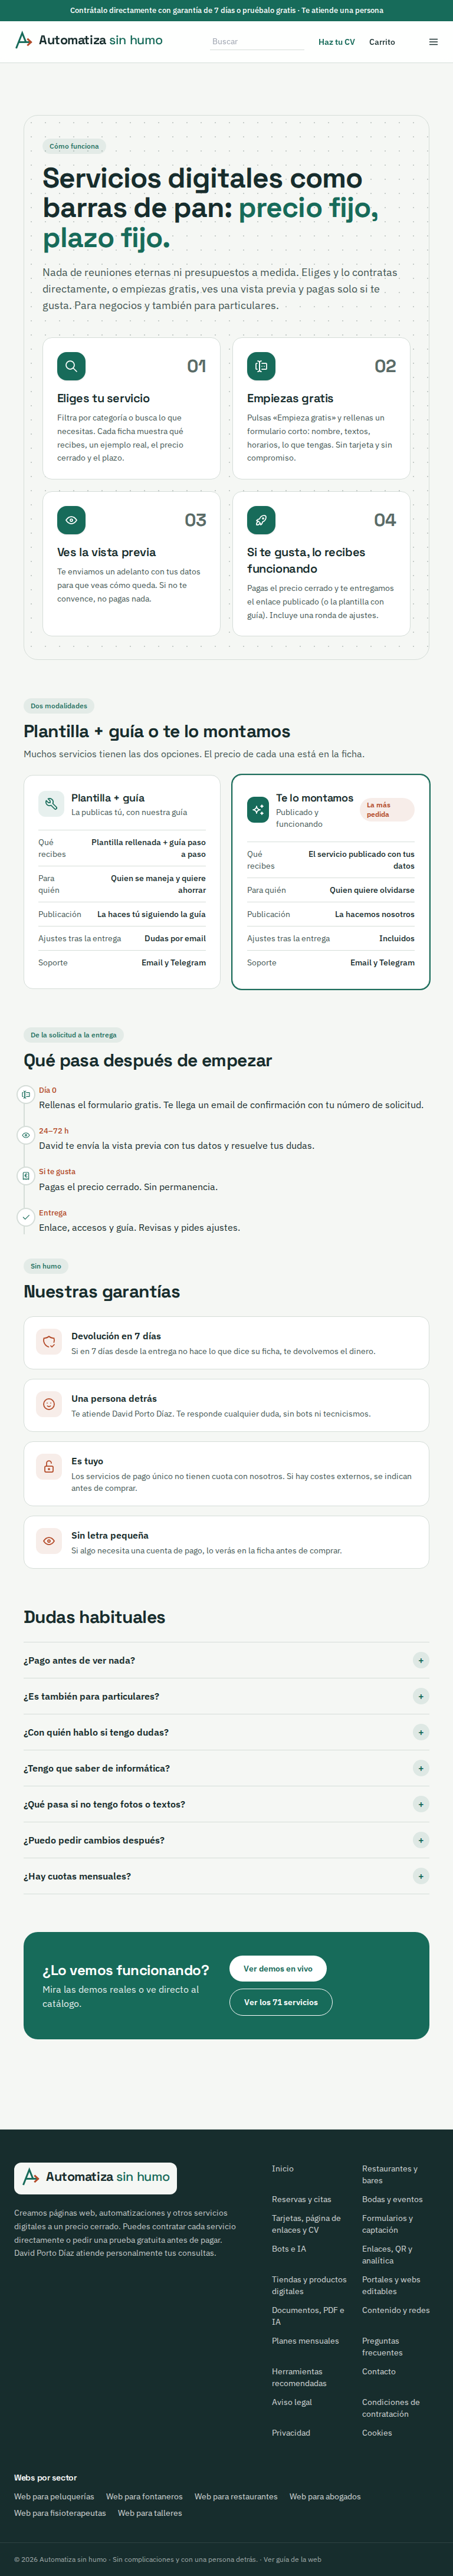 Contrátalo directamente con garantía de 7 días o pruébalo gratis · Te atiende una persona
Automatiza sin humo
Buscar
Haz tu CV
Carrito
Cómo funciona
Servicios digitales como
barras de pan: precio fijo,
plazo fijo.
Nada de reuniones eternas ni presupuestos a medida. Eliges y lo contratas
directamente, o empiezas gratis, ves una vista previa y pagas solo si te
gusta. Para negocios y también para particulares.
01
Eliges tu servicio
Filtra por categoría o busca lo que
necesitas. Cada ficha muestra qué
recibes, un ejemplo real, el precio
cerrado y el plazo.
02
Empiezas gratis
Pulsas «Empieza gratis» y rellenas un
formulario corto: nombre, textos,
horarios, lo que tengas. Sin tarjeta y sin
compromiso.
03
Ves la vista previa
Te enviamos un adelanto con tus datos
para que veas cómo queda. Si no te
convence, no pagas nada.
04
Si te gusta, lo recibes
funcionando
Pagas el precio cerrado y te entregamos
el enlace publicado (o la plantilla con
guía). Incluye una ronda de ajustes.
Dos modalidades
Plantilla + guía o te lo montamos
Muchos servicios tienen las dos opciones. El precio de cada una está en la ficha.
Plantilla + guía
La publicas tú, con nuestra guía
Qué
recibes
Plantilla rellenada + guía paso
a paso
Para
quién
Quien se maneja y quiere
ahorrar
Publicación
La haces tú siguiendo la guía
Ajustes tras la entrega
Dudas por email
Soporte
Email y Telegram
Te lo montamos
Publicado y
funcionando
La más
pedida
Qué
recibes
El servicio publicado con tus
datos
Para quién
Quien quiere olvidarse
Publicación
La hacemos nosotros
Ajustes tras la entrega
Incluidos
Soporte
Email y Telegram
De la solicitud a la entrega
Qué pasa después de empezar
Día 0
Rellenas el formulario gratis. Te llega un email de confirmación con tu número de solicitud.
24–72 h
David te envía la vista previa con tus datos y resuelve tus dudas.
Si te gusta
Pagas el precio cerrado. Sin permanencia.
Entrega
Enlace, accesos y guía. Revisas y pides ajustes.
Sin humo
Nuestras garantías
Devolución en 7 días
Si en 7 días desde la entrega no hace lo que dice su ficha, te devolvemos el dinero.
Una persona detrás
Te atiende David Porto Díaz. Te responde cualquier duda, sin bots ni tecnicismos.
Es tuyo
Los servicios de pago único no tienen cuota con nosotros. Si hay costes externos, se indican
antes de comprar.
Sin letra pequeña
Si algo necesita una cuenta de pago, lo verás en la ficha antes de comprar.
Dudas habituales
¿Pago antes de ver nada?
+
¿Es también para particulares?
+
¿Con quién hablo si tengo dudas?
+
¿Tengo que saber de informática?
+
¿Qué pasa si no tengo fotos o textos?
+
¿Puedo pedir cambios después?
+
¿Hay cuotas mensuales?
+
¿Lo vemos funcionando?
Mira las demos reales o ve directo al
catálogo.
Ver demos en vivo
Ver los 71 servicios
Automatiza sin humo
Creamos páginas web, automatizaciones y otros servicios
digitales a un precio cerrado. Puedes contratar cada servicio
directamente o pedir una prueba gratuita antes de pagar.
David Porto Díaz atiende personalmente tus consultas.
Inicio
Restaurantes y
bares
Reservas y citas
Bodas y eventos
Tarjetas, página de
enlaces y CV
Formularios y
captación
Bots e IA
Enlaces, QR y
analítica
Tiendas y productos
digitales
Portales y webs
editables
Documentos, PDF e
IA
Contenido y redes
Planes mensuales
Preguntas
frecuentes
Herramientas
recomendadas
Contacto
Aviso legal
Condiciones de
contratación
Privacidad
Cookies
Webs por sector
Web para peluquerías
Web para fontaneros
Web para restaurantes
Web para abogados
Web para fisioterapeutas
Web para talleres
© 2026 Automatiza sin humo · Sin complicaciones y con una persona detrás. · Ver guía de la web